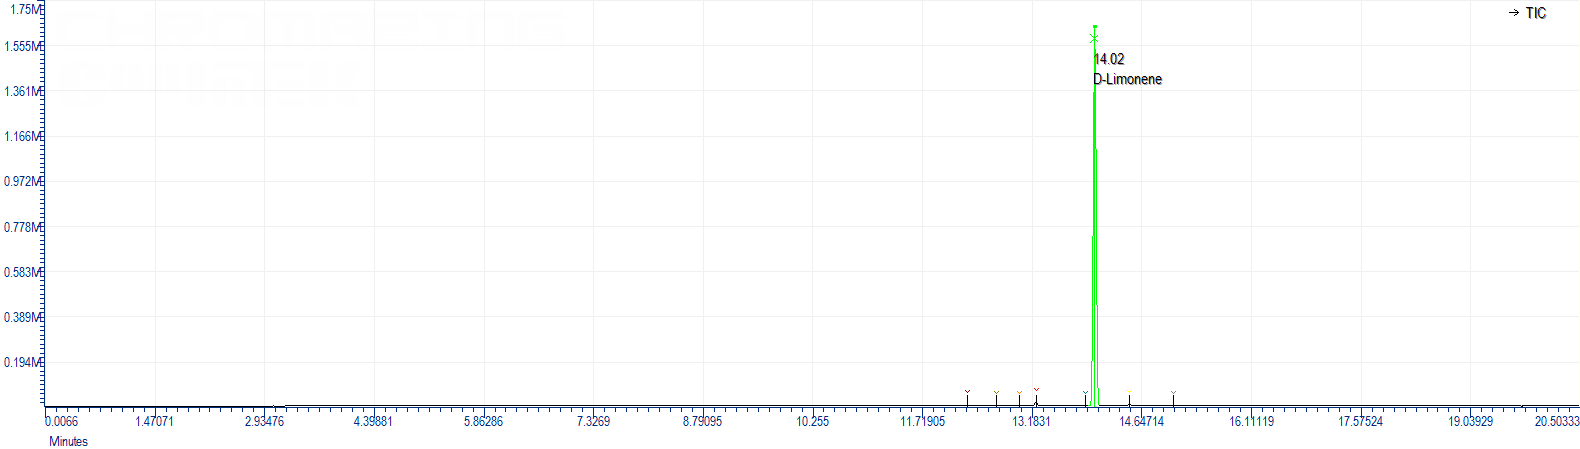 1.75M
→ TIC
1.555M
14.02
D-Limonene
1.361M
1.166M
0.972M
0.778M
0.583M
0.389M
0.194M
0.0066 1.47071 2.93476 4.39881 5.86286 7.3269 8.79095 10.255 11.71905 13.1831 14.64714 16.11119 17.57524 19.03929 20.50333
Minutes